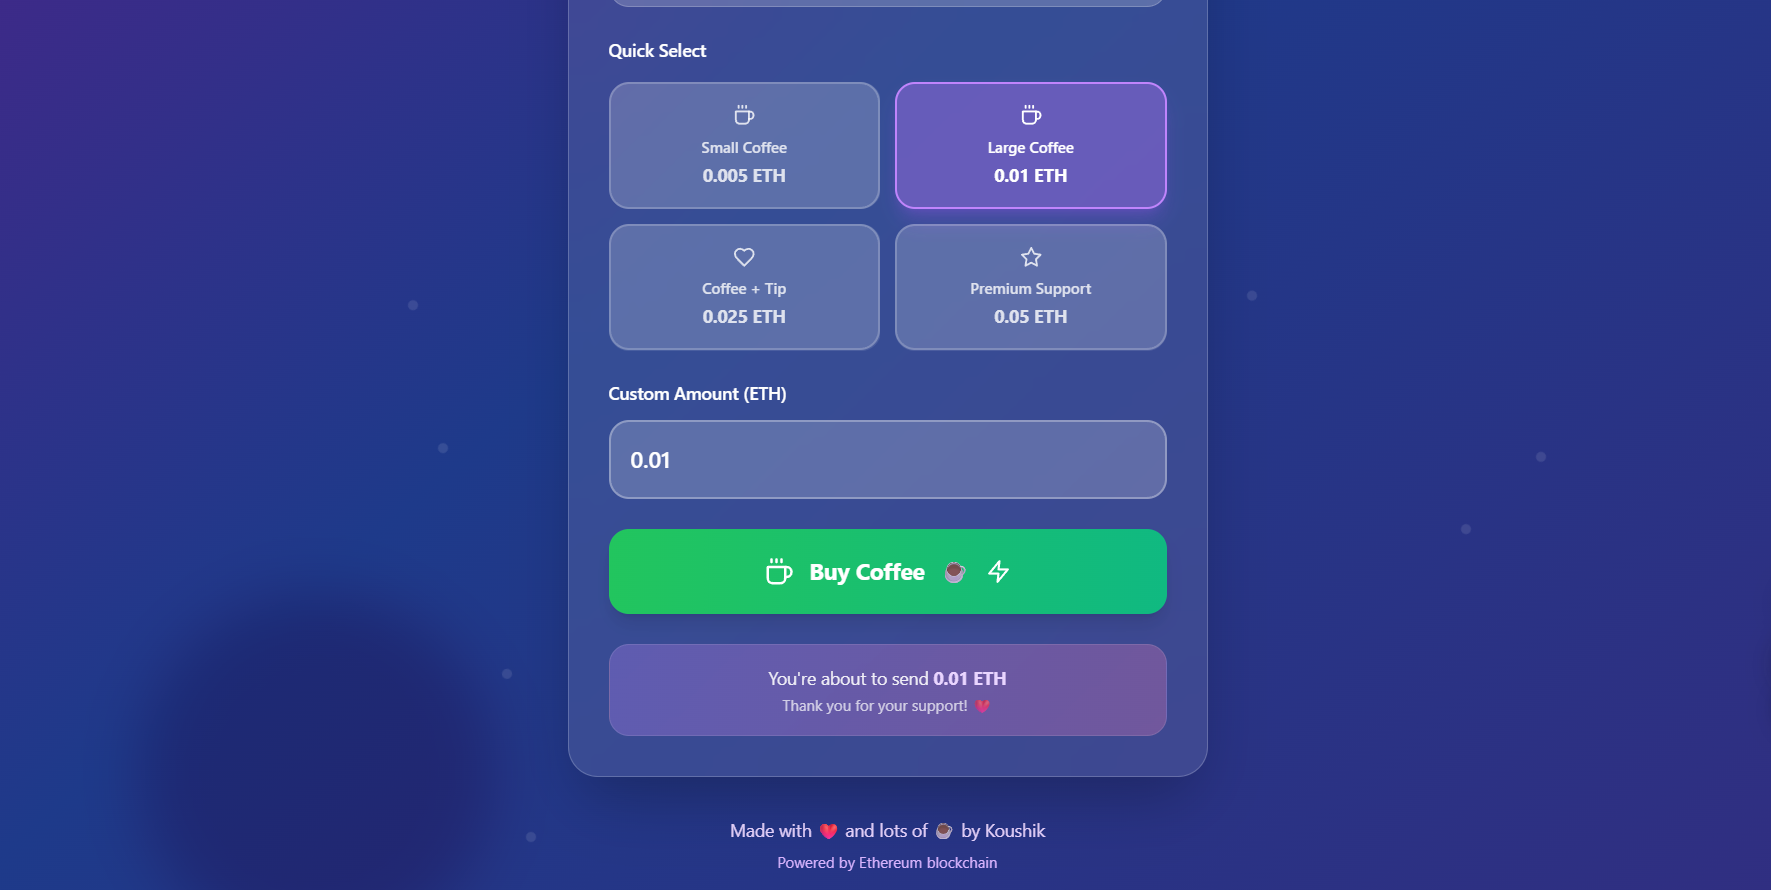 Quick Select
Small Coffee
0.005 ETH
Large Coffee
0.01 ETH
Coffee + Tip
0.025 ETH
Premium Support
0.05 ETH
Custom Amount (ETH)
0.01
Buy Coffee ☕
You're about to send 0.01 ETH
Thank you for your support! 💖
Made with ❤️ and lots of ☕ by Koushik
Powered by Ethereum blockchain